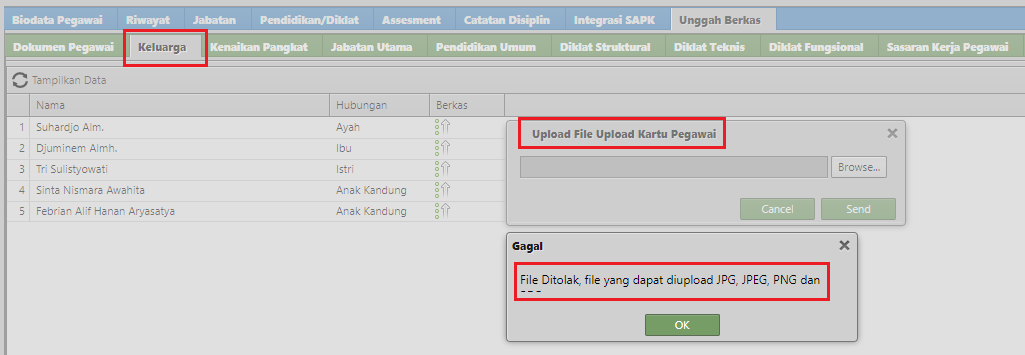 Biodata Pegawai Riwayat Jabatan Pendidikan/Diklat Assesment Catatan Disiplin Integrasi SAPK Unggah Berkas
Dokumen Pegawai Keluarga Kenaikan Pangkat Jabatan Utama Pendidikan Umum Diklat Struktural Diklat Teknis Diklat Fungsional Sasaran Kerja Pegawai
Tampilkan Data
Nama Hubungan Berkas
1 Suhardjo Alm. Ayah
2 Djuminem Almh. Ibu
3 Tri Sulistyowati Istri
4 Sinta Nismara Awahita Anak Kandung
5 Febrian Alif Hanan Aryasatya Anak Kandung
Upload File Upload Kartu Pegawai
Browse...
Cancel Send
Gagal
File Ditolak, file yang dapat diupload JPG, JPEG, PNG dan
OK